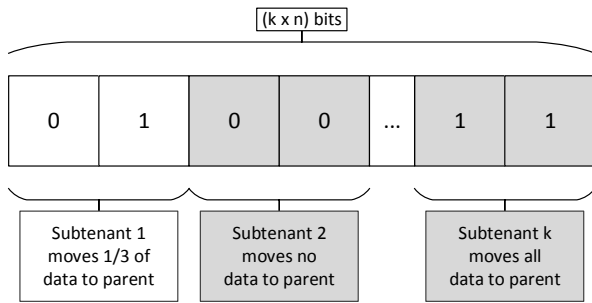 (k x n) bits
0 1 0 0 ... 1 1
Subtenant 1
moves 1/3 of
data to parent
Subtenant 2
moves no
data to parent
Subtenant k
moves all
data to parent